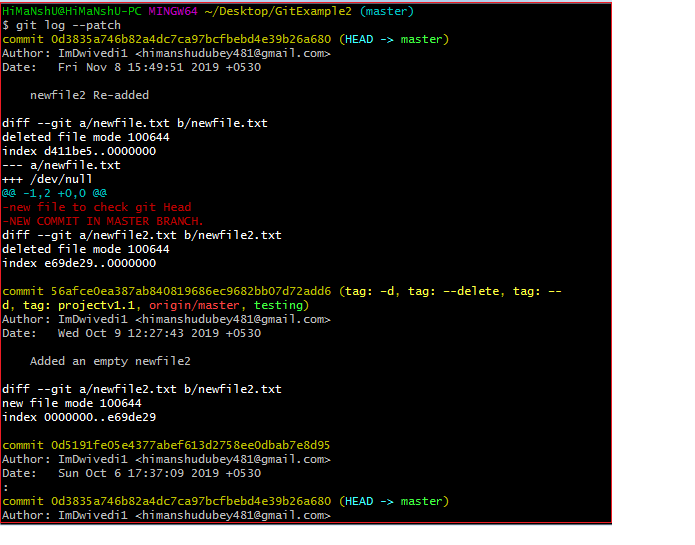 HiMaNshU@HiMaNshU-PC MINGW64 ~/Desktop/GitExample2 (master)
$ git log --patch
commit 0d3835a746b82a4dc7ca97bcfbebd4e39b26a680 (HEAD -> master)
Author: ImDwivedi1 <himanshudubey481@gmail.com>
Date:   Fri Nov 8 15:49:51 2019 +0530

    newfile2 Re-added

diff --git a/newfile.txt b/newfile.txt
deleted file mode 100644
index d411be5..0000000
--- a/newfile.txt
+++ /dev/null
@@ -1,2 +0,0 @@
-new file to check git Head
-NEW COMMIT IN MASTER BRANCH.
diff --git a/newfile2.txt b/newfile2.txt
deleted file mode 100644
index e69de29..0000000

commit 56afce0ea387ab840819686ec9682bb07d72add6 (tag: -d, tag: --delete, tag: --
d, tag: projectv1.1, origin/master, testing)
Author: ImDwivedi1 <himanshudubey481@gmail.com>
Date:   Wed Oct 9 12:27:43 2019 +0530

    Added an empty newfile2

diff --git a/newfile2.txt b/newfile2.txt
new file mode 100644
index 0000000..e69de29

commit 0d5191fe05e4377abef613d2758ee0dbab7e8d95
Author: ImDwivedi1 <himanshudubey481@gmail.com>
Date:   Sun Oct 6 17:37:09 2019 +0530
:
commit 0d3835a746b82a4dc7ca97bcfbebd4e39b26a680 (HEAD -> master)
Author: ImDwivedi1 <himanshudubey481@gmail.com>